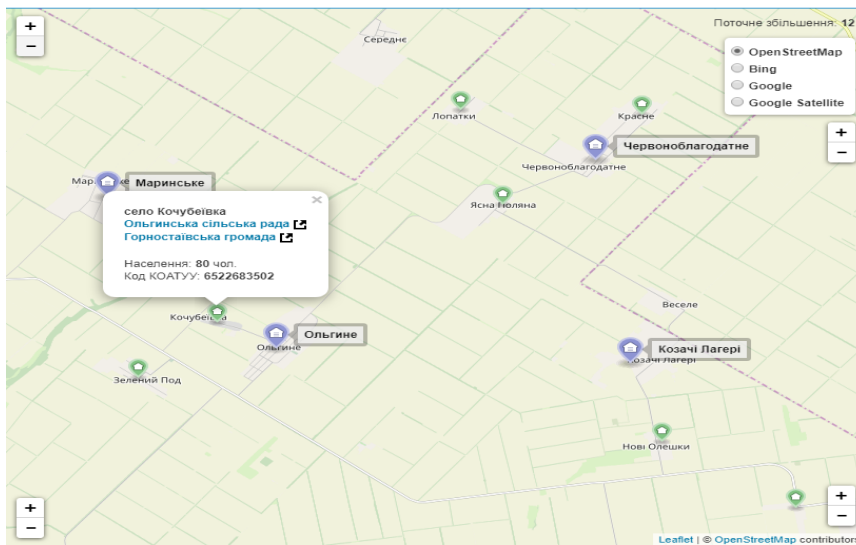 +
−
Середнє
Поточне збільшення: 12
OpenStreetMap
Bing
Google
Google Satellite
Лопатки
Красне
+
−
Червоноблагодатне
Червоноблагодатне
Маринське
Ясна Поляна
×
село Кочубеївка
Ольгинська сільська рада
Горностаївська громада
Населення: 80 чол.
Код КОАТУУ: 6522683502
Веселе
Кочубеївка
Ольгине
Ольгине
Козачі Лагері
Козачі Лагері
Зелений Под
Нові Олешки
+
−
+
−
Leaflet | © OpenStreetMap contributors